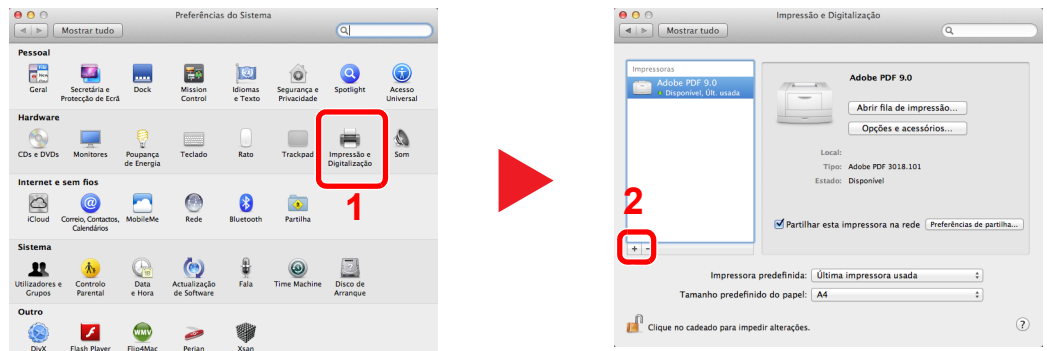 Preferências do Sistema
Mostrar tudo
Pessoal
Geral
Secretária e
Protecção de Ecrã
Dock
Mission
Control
Idiomas
e Texto
Segurança e
Privacidade
Spotlight
Acesso
Universal
Hardware
CDs e DVDs
Monitores
Poupança
de Energia
Teclado
Rato
Trackpad
Impressão e
Digitalização
Som
1
Internet e sem fios
iCloud
Correio, Contactos,
Calendários
MobileMe
Rede
Bluetooth
Partilha
Sistema
Utilizadores e
Grupos
Controlo
Parental
Data
e Hora
Actualização
de Software
Fala
Time Machine
Disco de
Arranque
Outro
DivX
Flash Player
WMV
Flip4Mac
Perian
Xsan
Impressão e Digitalização
Mostrar tudo
Impressoras
Adobe PDF 9.0
Disponível, Últ. usada
Adobe PDF 9.0
Abrir fila de impressão...
Opções e acessórios...
Local:
Tipo: Adobe PDF 3018.101
Estado: Disponível
2
Partilhar esta impressora na rede
Preferências de partilha...
+ -
Impressora predefinida: Última impressora usada
Tamanho predefinido do papel: A4
Clique no cadeado para impedir alterações.
?